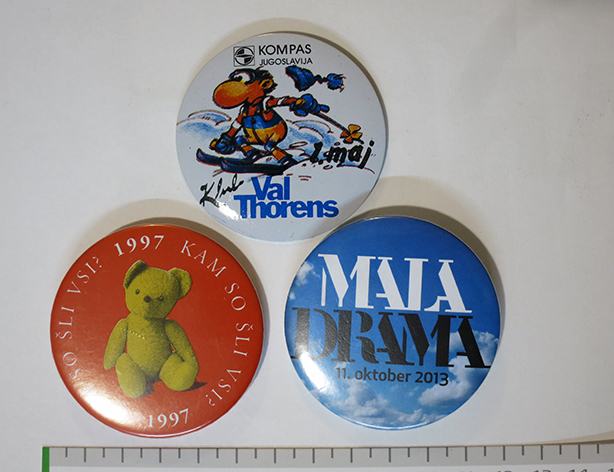 KOMPAS
JUGOSLAVIJA
1. maj
Klub
Val
Thorens
SO ŠLI VSI? 1997 KAM SO ŠLI VSI?
1997
MALA
DRAMA
11. oktober 2013